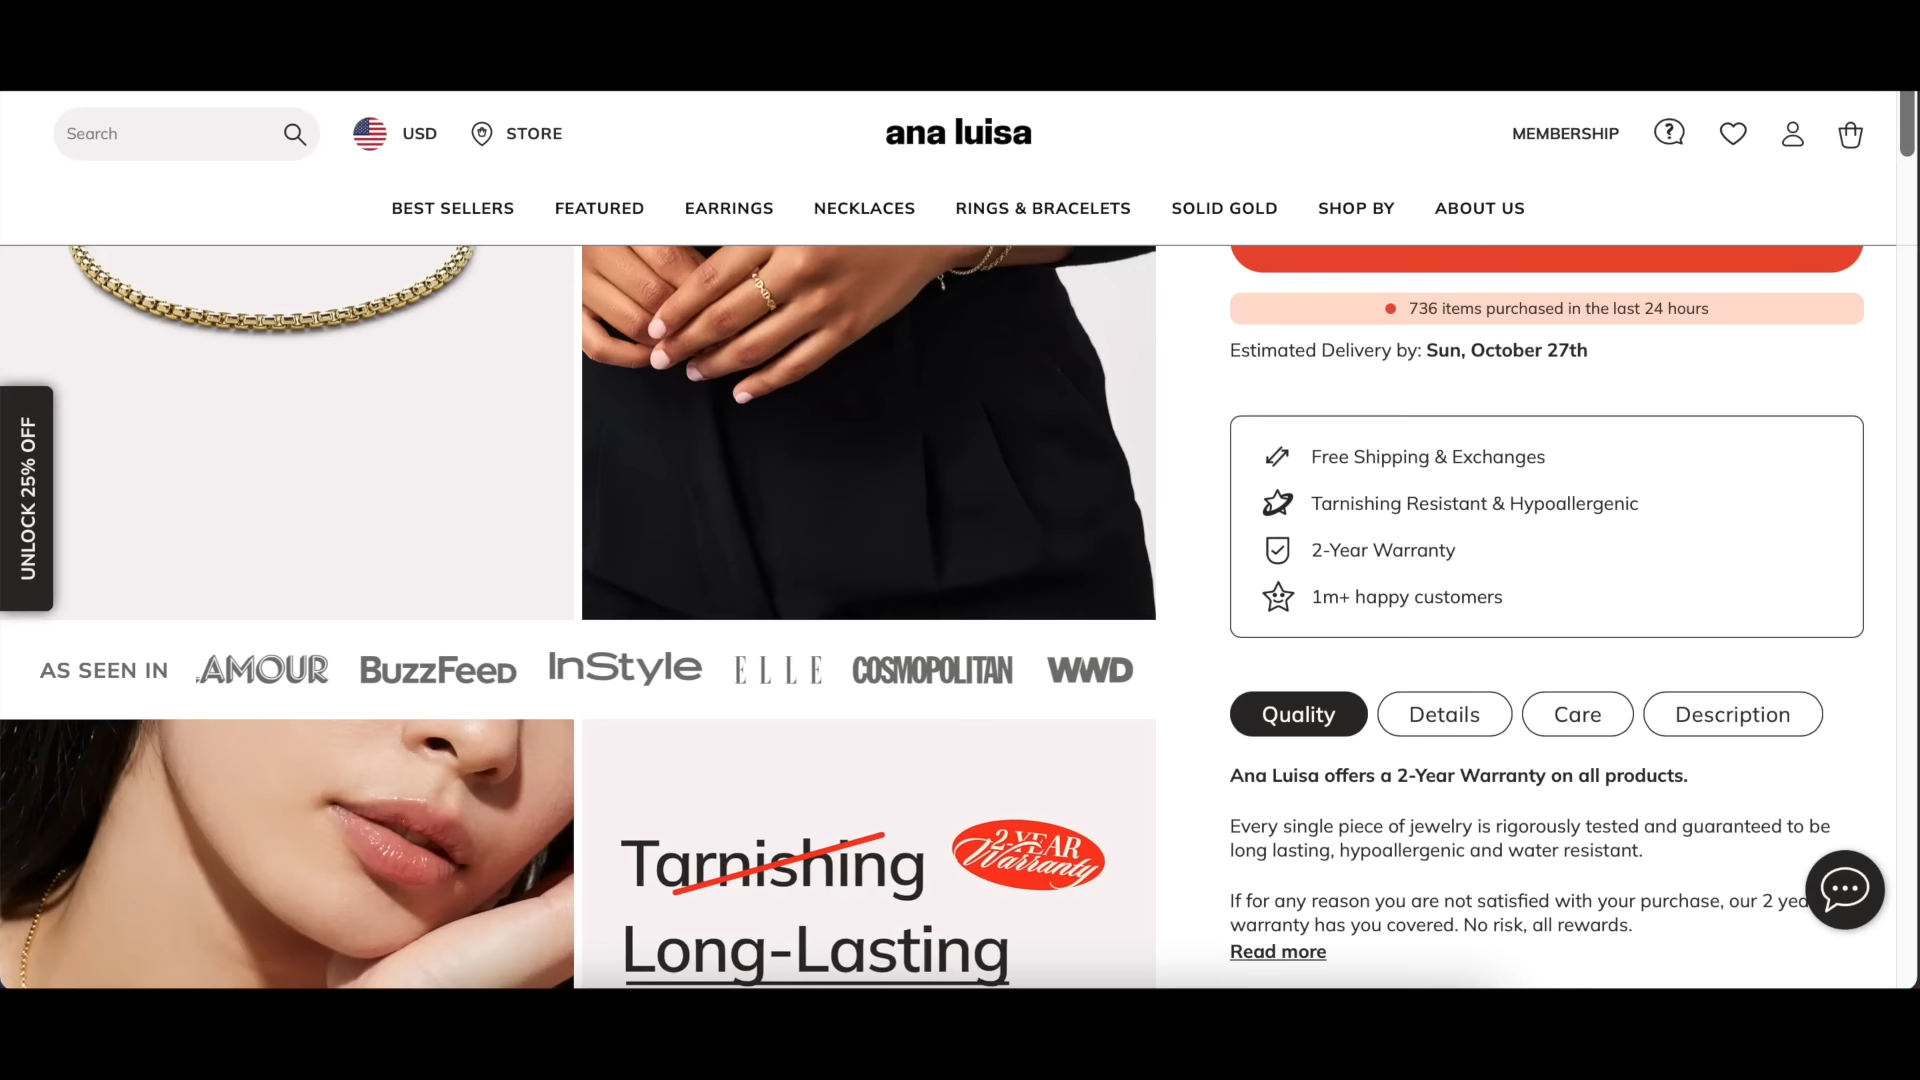 Search
USD
STORE
ana luisa
MEMBERSHIP
BEST SELLERS
FEATURED
EARRINGS
NECKLACES
RINGS & BRACELETS
SOLID GOLD
SHOP BY
ABOUT US
736 items purchased in the last 24 hours
Estimated Delivery by: Sun, October 27th
Free Shipping & Exchanges
Tarnishing Resistant & Hypoallergenic
2-Year Warranty
1m+ happy customers
UNLOCK 25% OFF
AS SEEN IN
AMOUR
BuzzFeed
InStyle
ELLE
COSMOPOLITAN
WWD
Quality
Details
Care
Description
Ana Luisa offers a 2-Year Warranty on all products.
Every single piece of jewelry is rigorously tested and guaranteed to be
long lasting, hypoallergenic and water resistant.
If for any reason you are not satisfied with your purchase, our 2 yea
warranty has you covered. No risk, all rewards.
Read more
Tarnishing
2-YEAR
Warranty
Long-Lasting